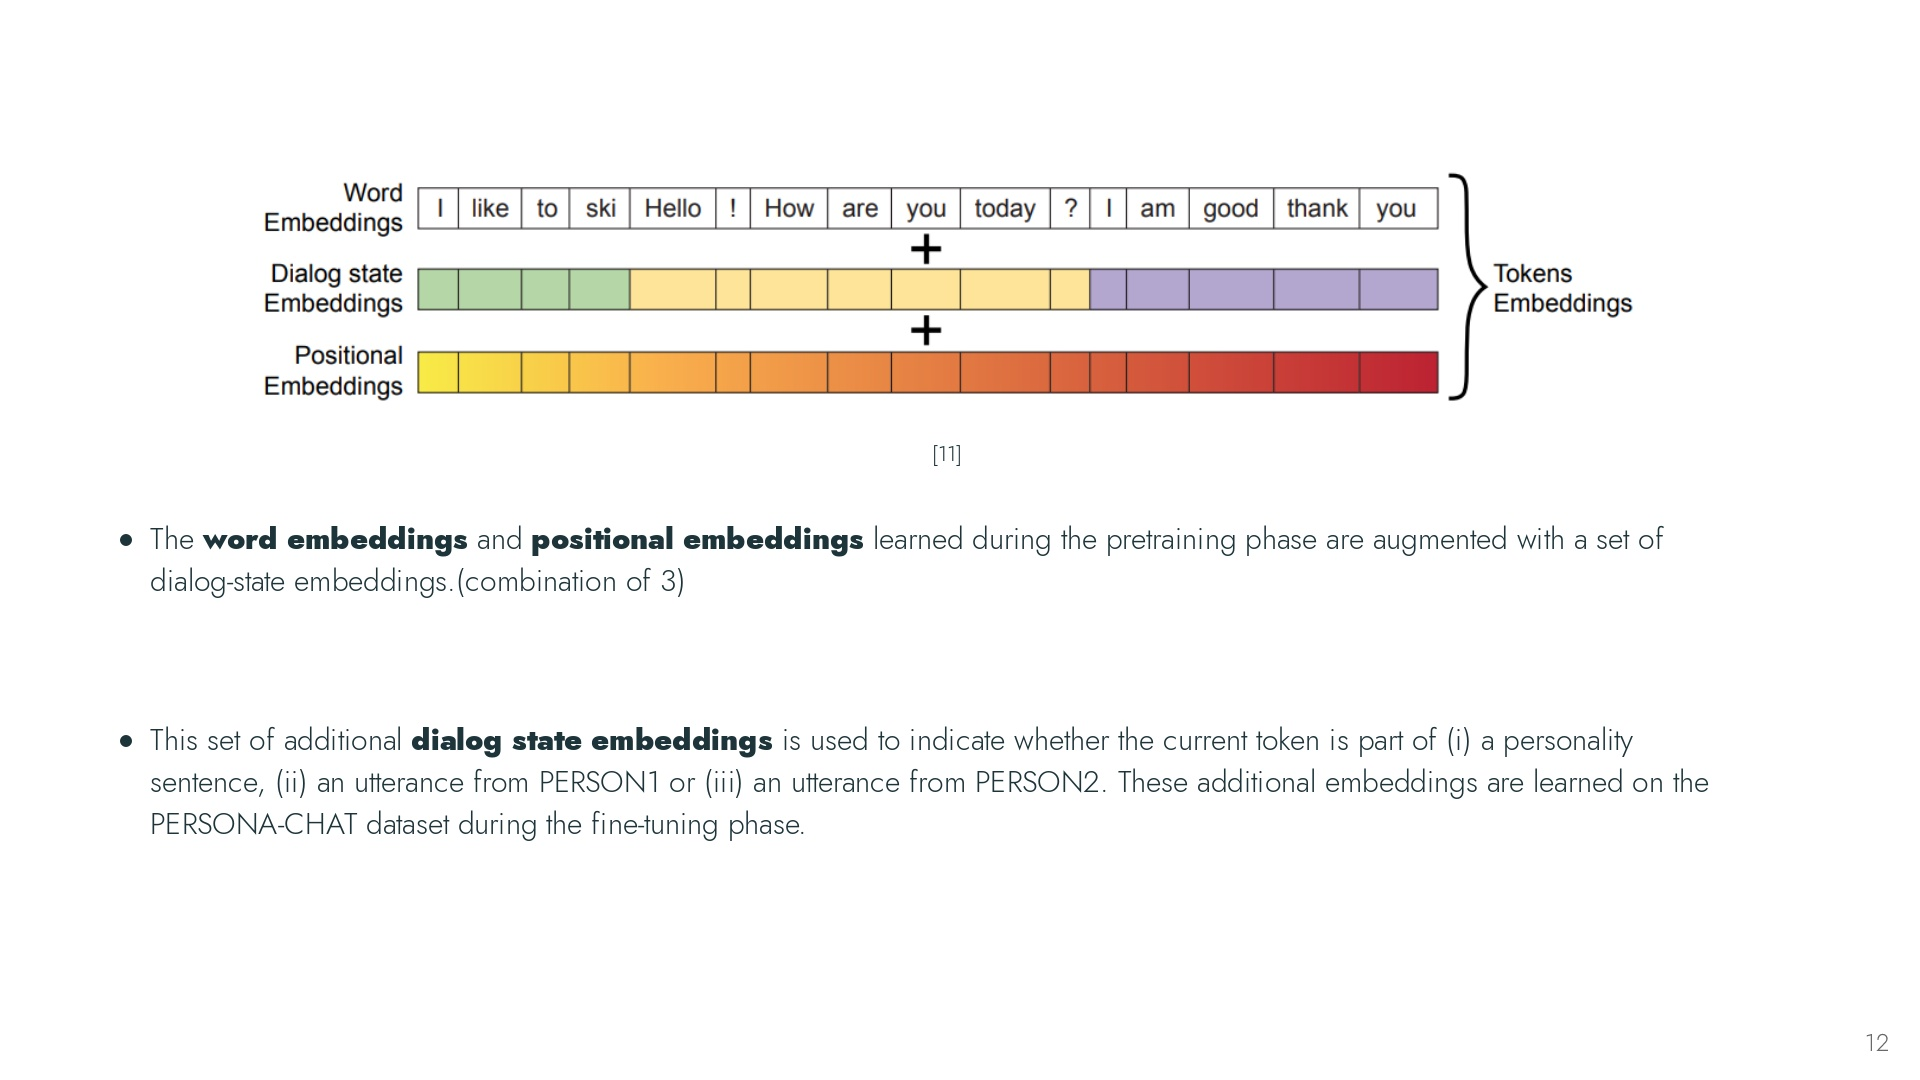 Word
Embeddings
I like to ski Hello ! How are you today ? I am good thank you
+
Dialog state
Embeddings
Tokens
Embeddings
+
Positional
Embeddings
[11]
● The word embeddings and positional embeddings learned during the pretraining phase are augmented with a set of
dialog-state embeddings.(combination of 3)
● This set of additional dialog state embeddings is used to indicate whether the current token is part of (i) a personality
sentence, (ii) an utterance from PERSON1 or (iii) an utterance from PERSON2. These additional embeddings are learned on the
PERSONA-CHAT dataset during the fine-tuning phase.
12